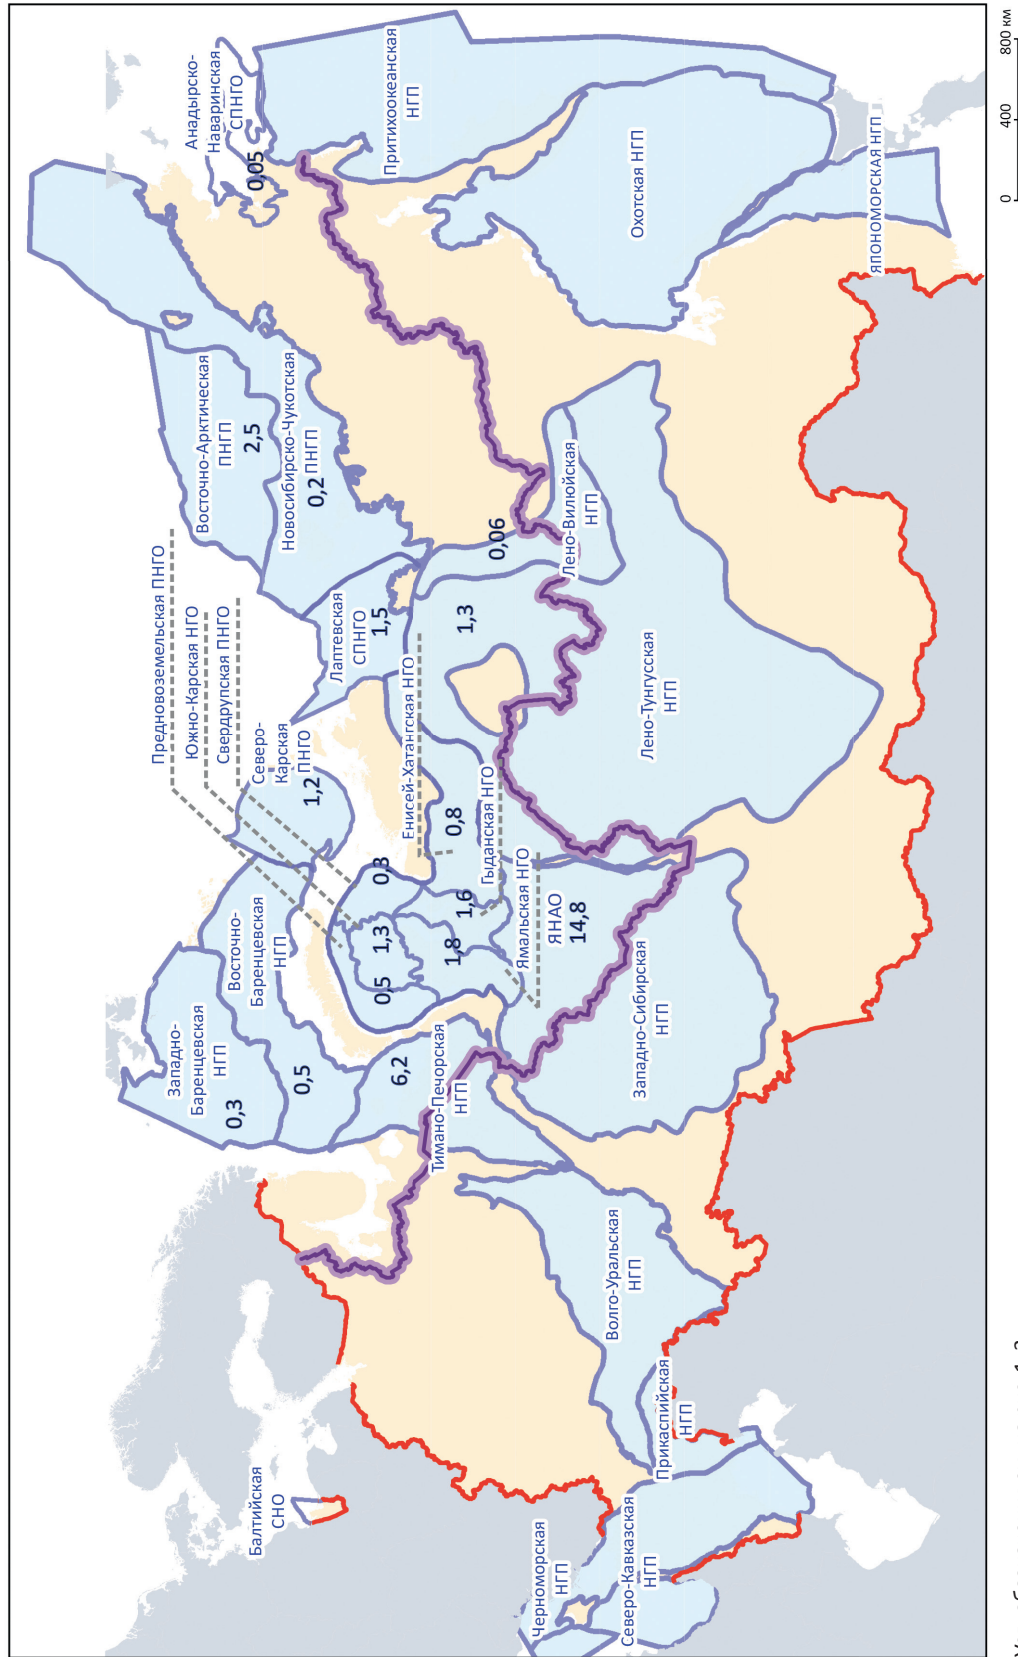 Балтийская
СНО
Черноморская
НГП
Северо-Кавказская
НГП
Прикаспийская
НГП
Волго-Уральская
НГП
Тимано-Печорская
НГП
6,2
Западно-
Баренцевская
НГП
0,3
Восточно-
Баренцевская
НГП
0,5
Предновоземельская ПНГО
Южно-Карская НГО
Свердрупская ПНГО
Северо-
Карская
ПНГО
1,2
0,5
1,3
0,3
1,8
1,6
0,8
Енисей-Хатангская НГО
Гыданская НГО
Ямальская НГО
ЯНАО
14,8
Западно-Сибирская
НГП
Лаптевская
СПНГО
1,5
1,3
0,06
Лено-Тунгусская
НГП
Лено-Вилюйская
НГП
Восточно-Арктическая
ПНГП
2,5
Новосибирско-Чукотская
ПНГП
0,2
Анадырско-
Наваринская
СПНГО
0,05
Притихоокеанская
НГП
Охотская НГП
ЯПОНОМОРСКАЯ НГП
0 400 800 км